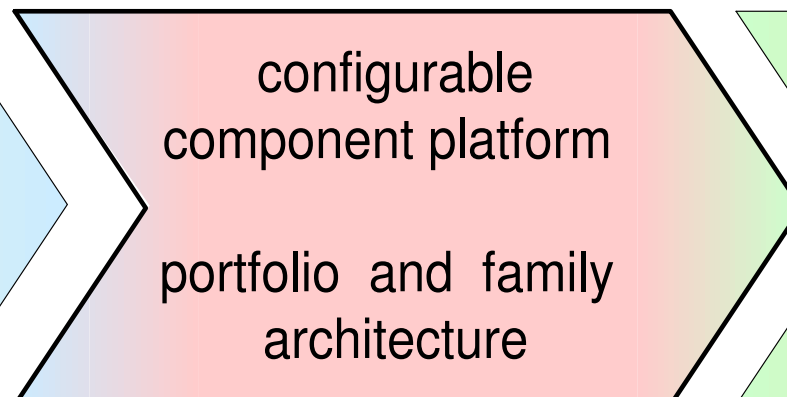 configurable
component platform
portfolio and family
architecture